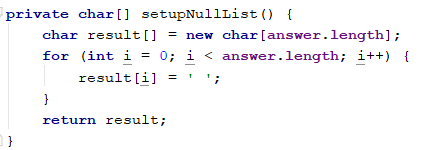 private char[] setupNullList() {
    char result[] = new char[answer.length];
    for (int i = 0; i < answer.length; i++) {
        result[i] = ' ';
    }
    return result;
}